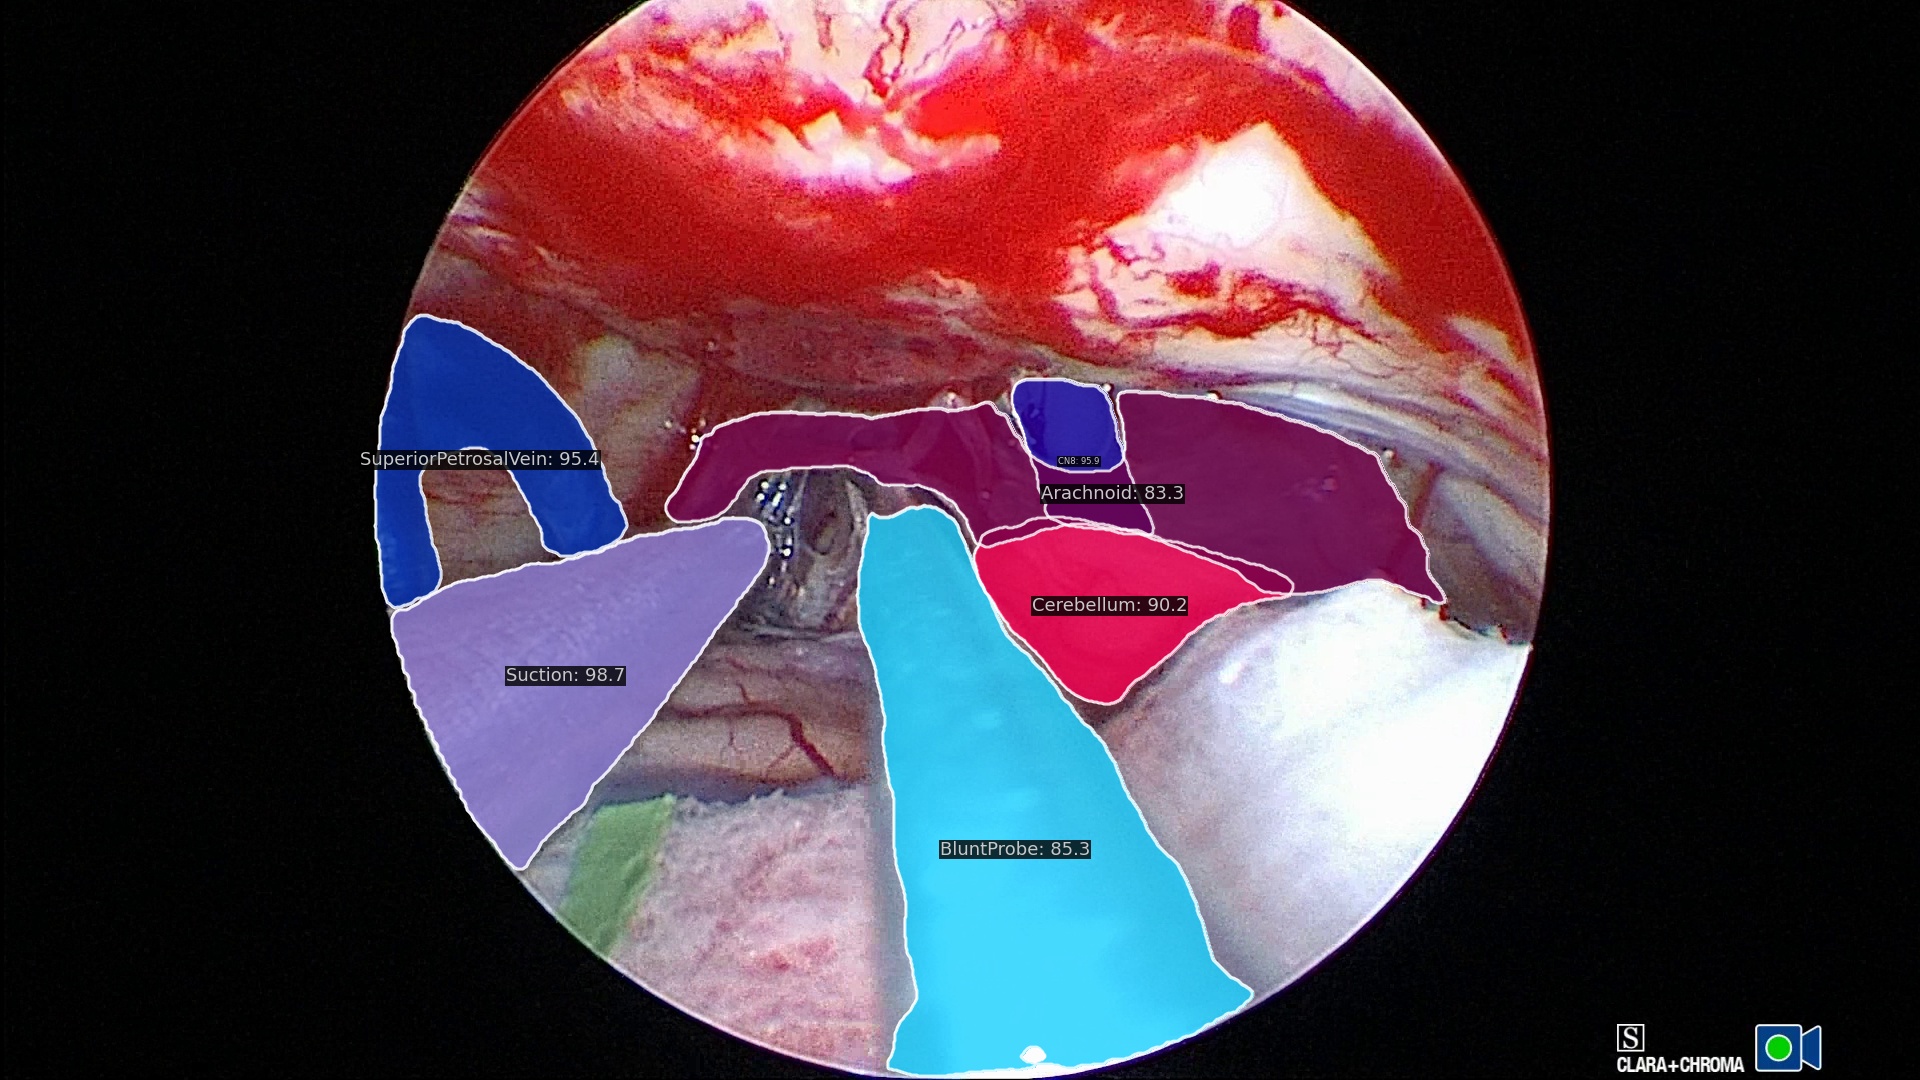 SuperiorPetrosalVein: 95.4
CN8: 95.9
Arachnoid: 83.3
Cerebellum: 90.2
Suction: 98.7
BluntProbe: 85.3
S
CLARA+CHROMA